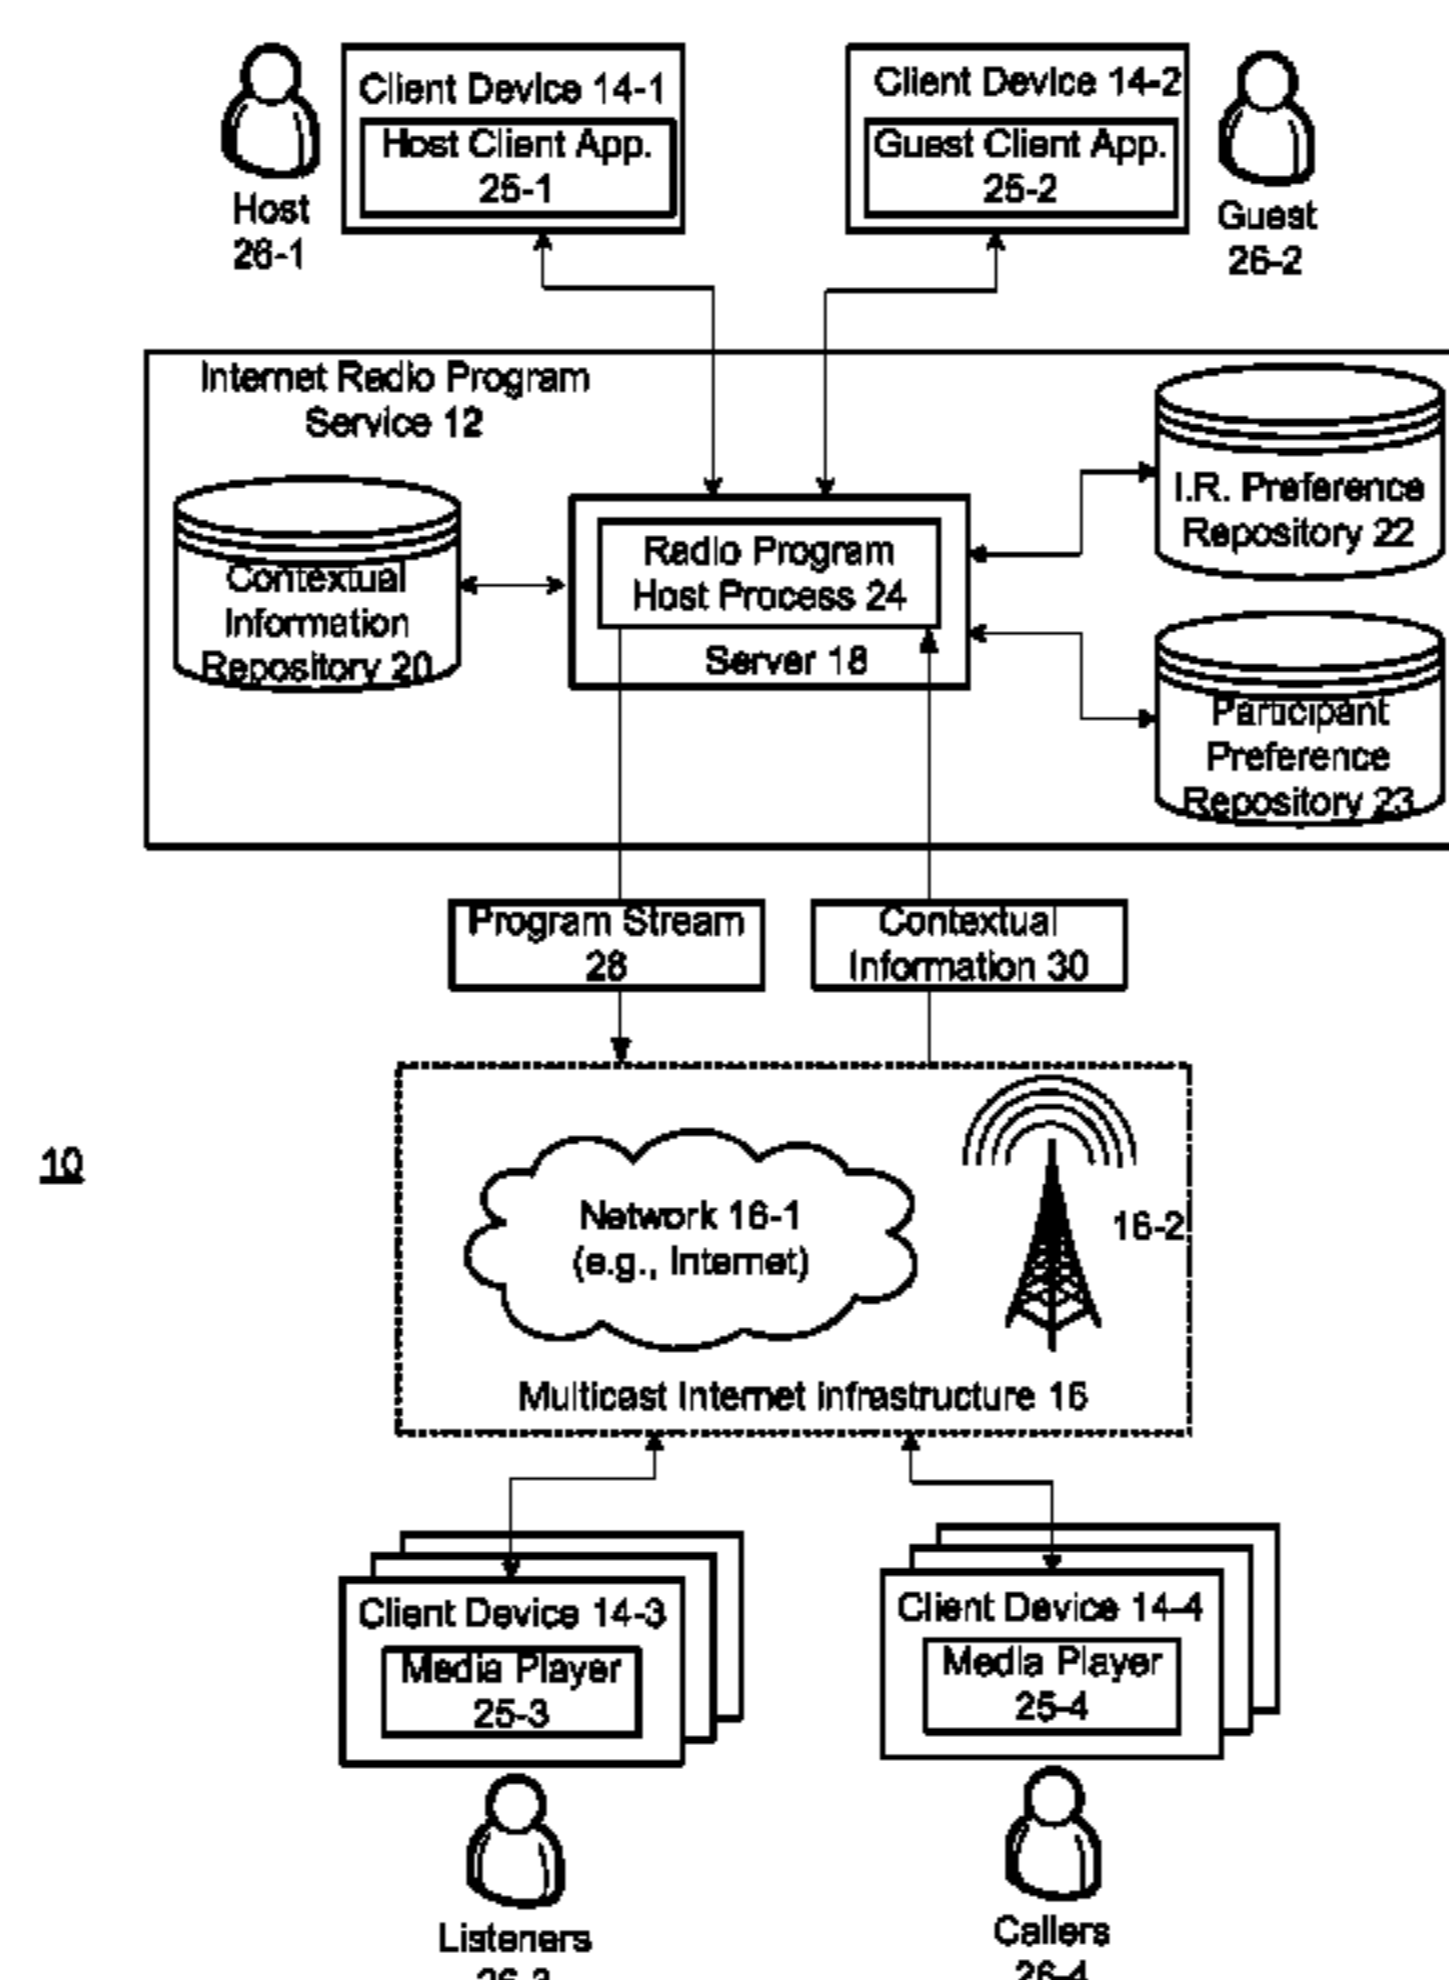 Client Device 14-1
Host Client App.
25-1
Host
26-1
Client Device 14-2
Guest Client App.
25-2
Guest
26-2
Internet Radio Program
Service 12
Contextual
Information
Repository 20
Radio Program
Host Process 24
Server 18
I.R. Preference
Repository 22
Participant
Preference
Repository 23
Program Stream
28
Contextual
Information 30
10
Network 16-1
(e.g., Internet)
16-2
Multicast Internet infrastructure 16
Client Device 14-3
Media Player
25-3
Client Device 14-4
Media Player
25-4
Listeners
26-3
Callers
26-4